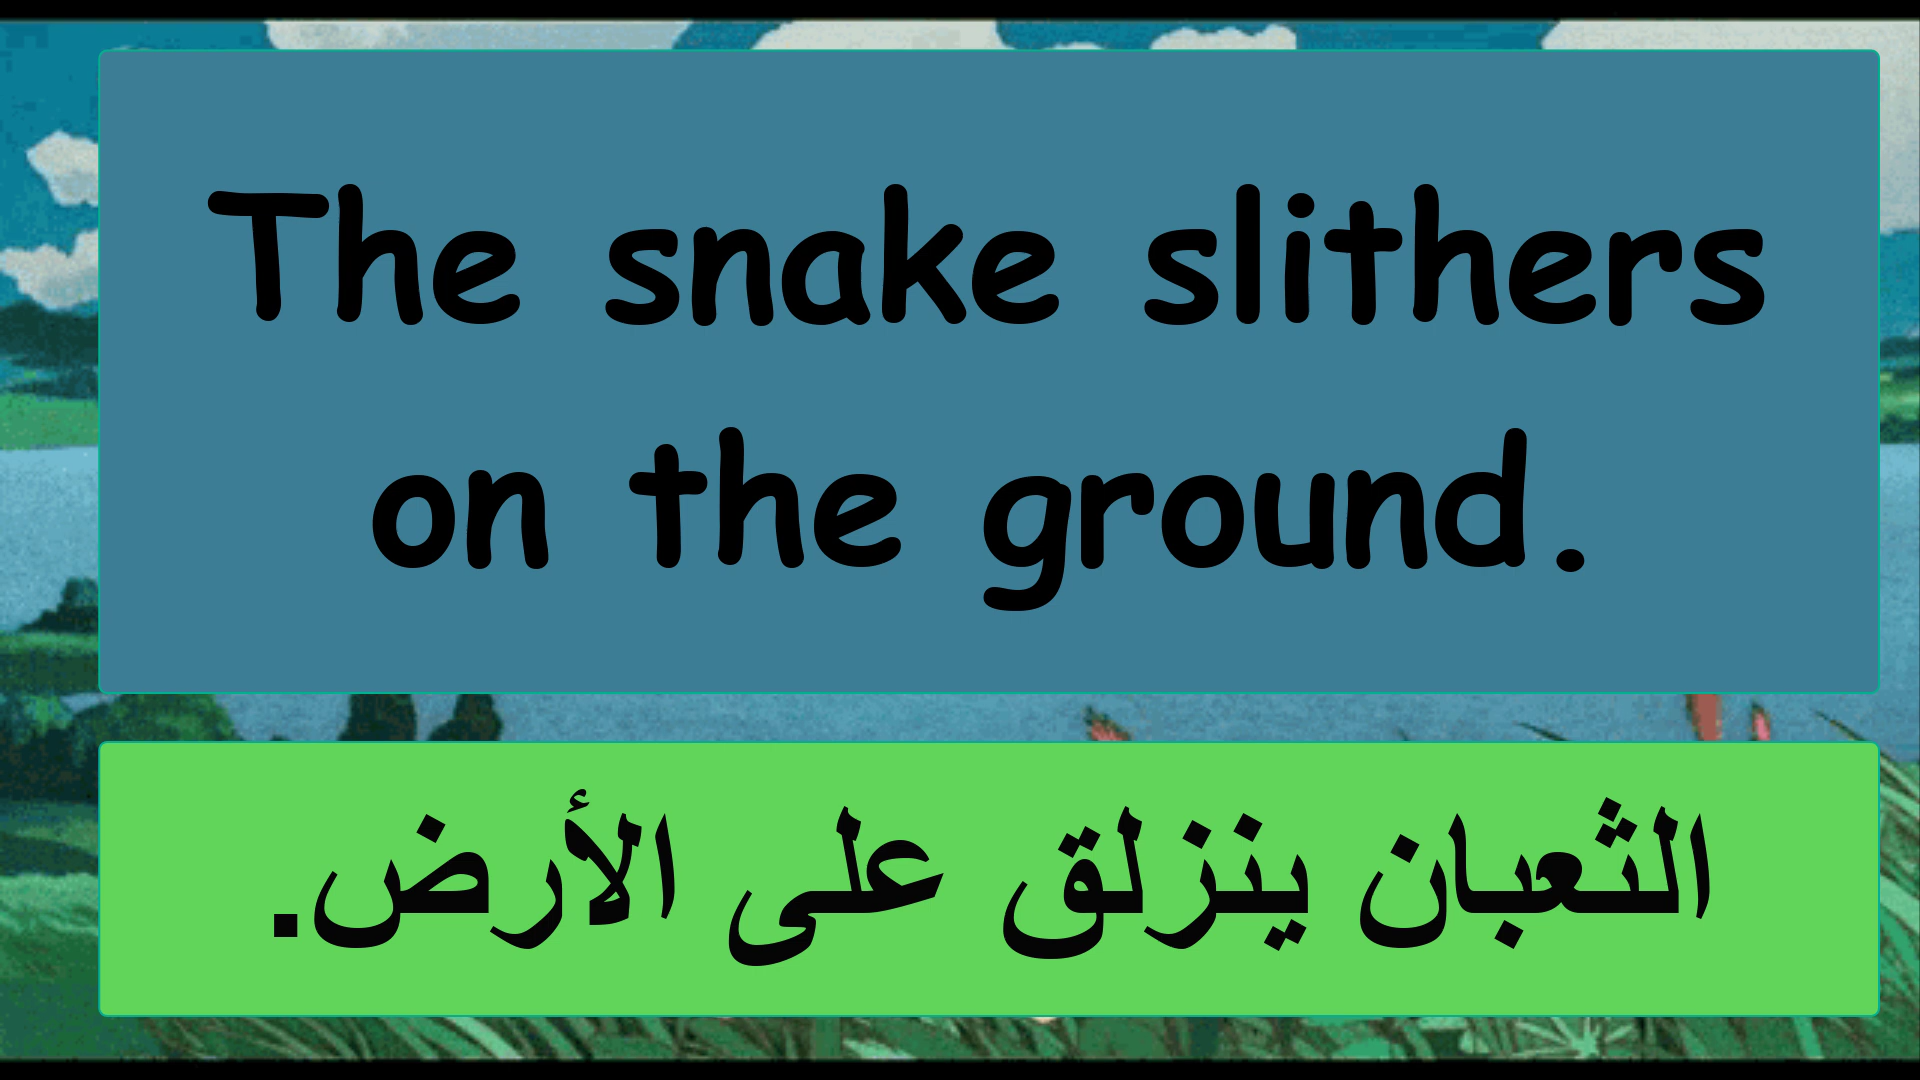 The snake slithers
on the ground.
الثعبان ينزلق على الأرض.